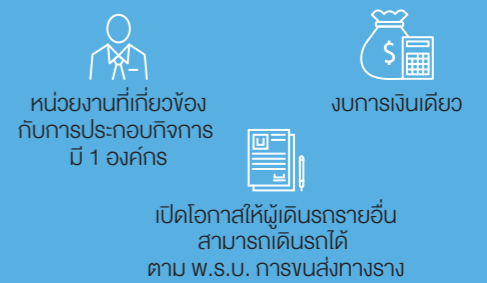 หน่วยงานที่เกี่ยวข้อง
กับการประกอบกิจการ
มี 1 องค์กร
งบการเงินเดียว
เปิดโอกาสให้ผู้เดินรถรายอื่น
สามารถเดินรถได้
ตาม พ.ร.บ. การขนส่งทางราง